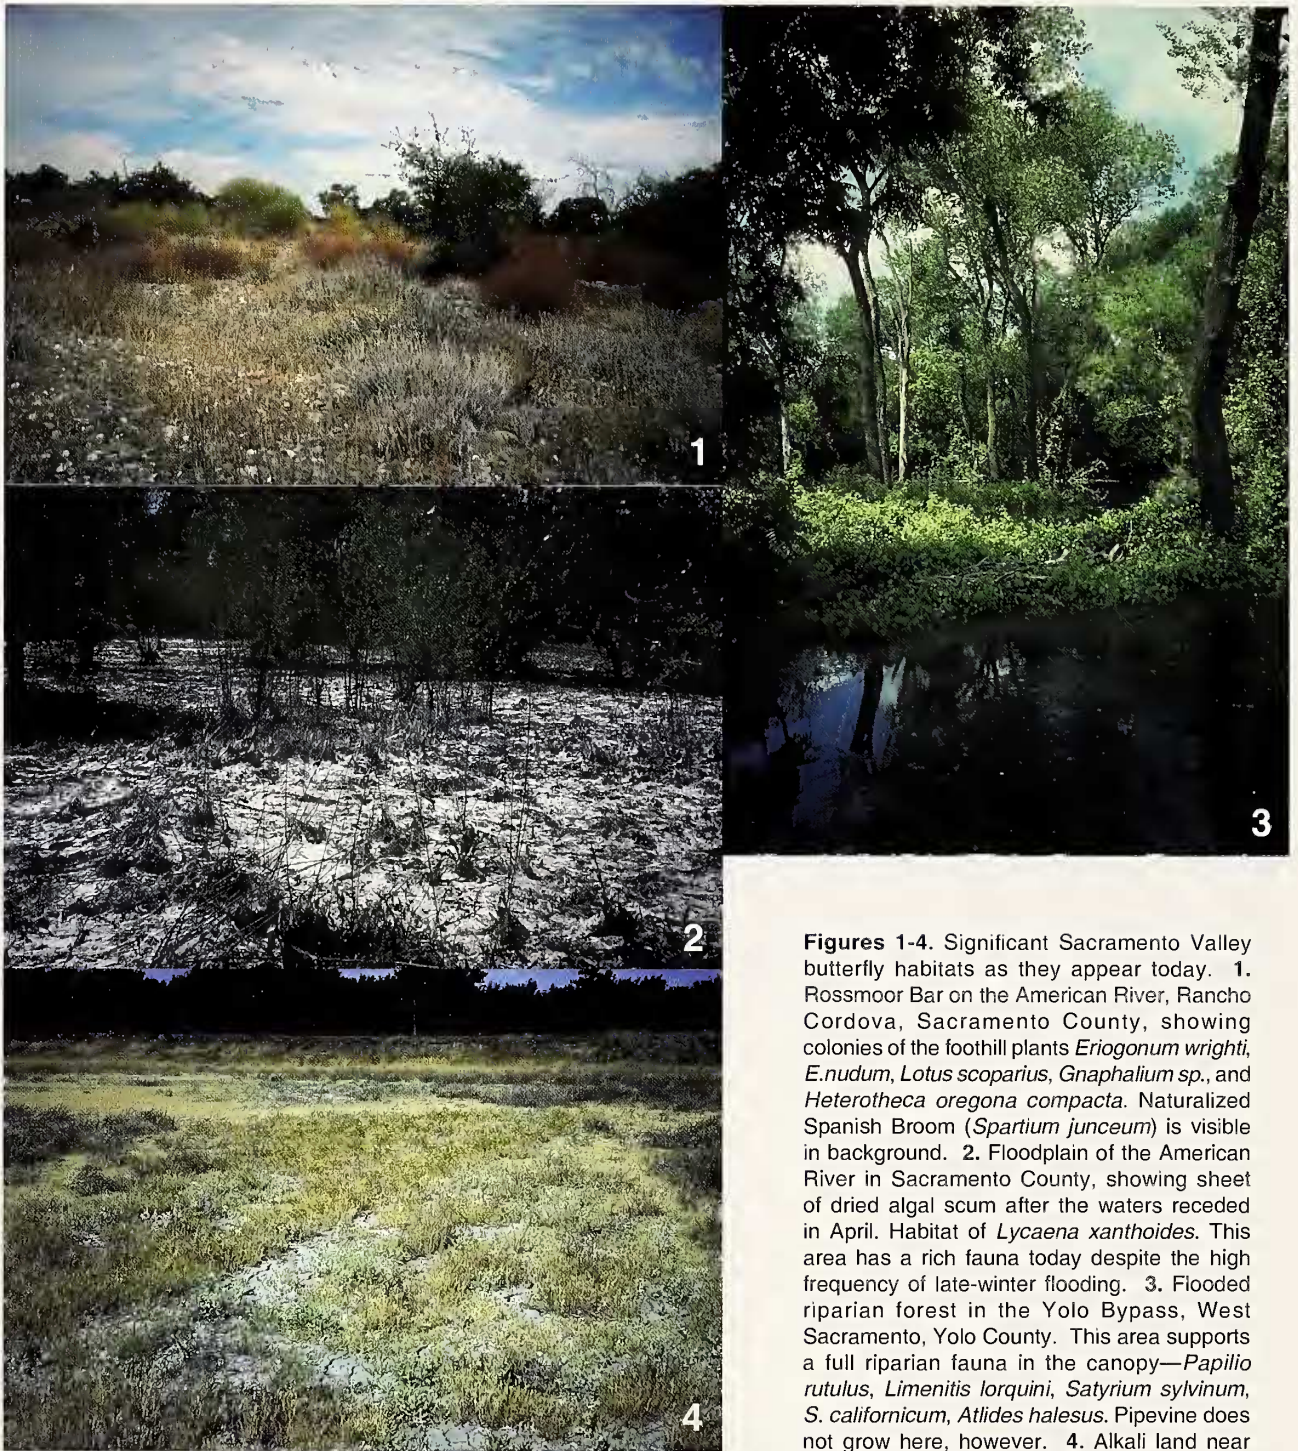 1
2
3
4
Figures 1-4. Significant Sacramento Valley
butterfly habitats as they appear today. 1.
Rossmoor Bar on the American River, Rancho
Cordova, Sacramento County, showing
colonies of the foothill plants Eriogonum wrighti,
E.nudum, Lotus scoparius, Gnaphalium sp., and
Heterotheca oregona compacta. Naturalized
Spanish Broom (Spartium junceum) is visible
in background. 2. Floodplain of the American
River in Sacramento County, showing sheet
of dried algal scum after the waters receded
in April. Habitat of Lycaena xanthoides. This
area has a rich fauna today despite the high
frequency of late-winter flooding. 3. Flooded
riparian forest in the Yolo Bypass, West
Sacramento, Yolo County. This area supports
a full riparian fauna in the canopy—Papilio
rutulus, Limenitis lorquini, Satyrium sylvinum,
S. californicum, Atlides halesus. Pipevine does
not grow here, however. 4. Alkali land near